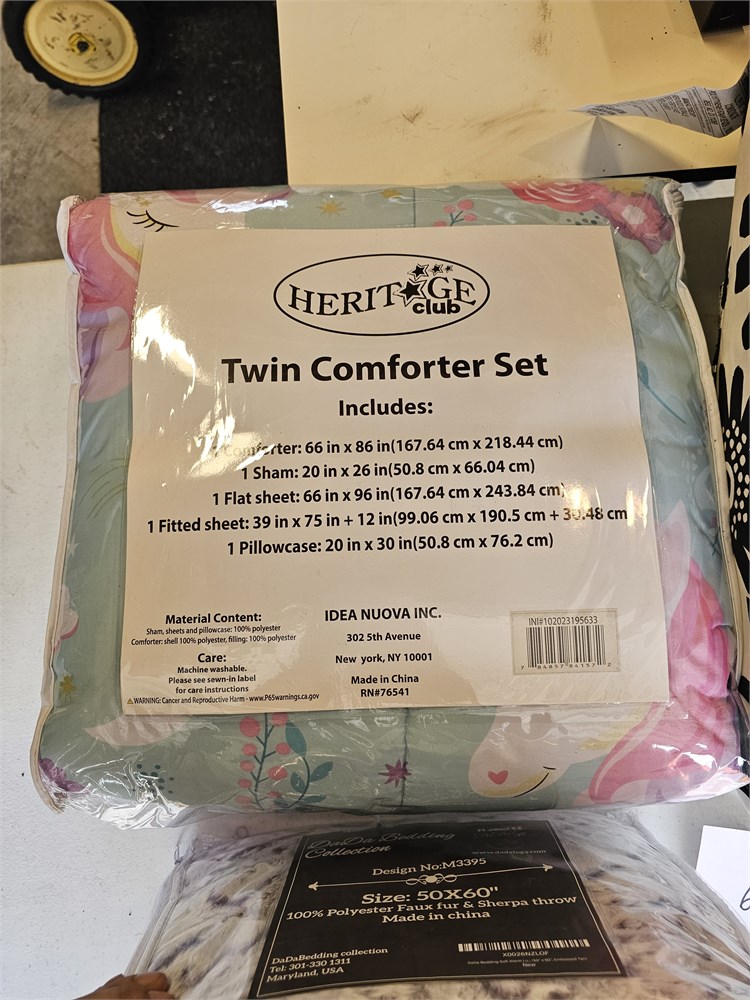 HERITAGE
club
Twin Comforter Set
Includes:
1 Comforter: 66 in x 86 in(167.64 cm x 218.44 cm)
1 Sham: 20 in x 26 in(50.8 cm x 66.04 cm)
1 Flat sheet: 66 in x 96 in(167.64 cm x 243.84 cm)
1 Fitted sheet: 39 in x 75 in + 12 in(99.06 cm x 190.5 cm + 30.48 cm
1 Pillowcase: 20 in x 30 in(50.8 cm x 76.2 cm)
Material Content:
Sham, sheets and pillowcase: 100% polyester
Comforter: shell 100% polyester, filling: 100% polyester
Care:
Machine washable.
Please see sewn-in label
for care instructions
⚠WARNING: Cancer and Reproductive Harm - www.P65warnings.ca.gov
IDEA NUOVA INC.
302 5th Avenue
New york, NY 10001
Made in China
RN#76541
INI#102023195633
7 84857 84157 2
DaDa Bedding
Collection
Design No:M3395
Size: 50X60"
100% Polyester Faux fur & Sherpa throw
Made in china
DaDaBedding collection
Tel: 301-330 1311
Maryland, USA
X0026NZLOF
New